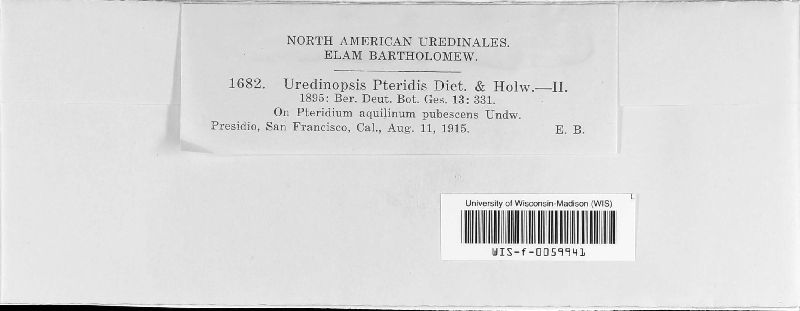 NORTH AMERICAN UREDINALES.
ELAM BARTHOLOMEW.
1682. Uredinopsis Pteridis Diet. & Holw.—II.
1895: Ber. Deut. Bot. Ges. 13: 331.
On Pteridium aquilinum pubescens Undw.
Presidio, San Francisco, Cal., Aug. 11, 1915. E. B.
University of Wisconsin-Madison (WIS)
WIS-f-0059941